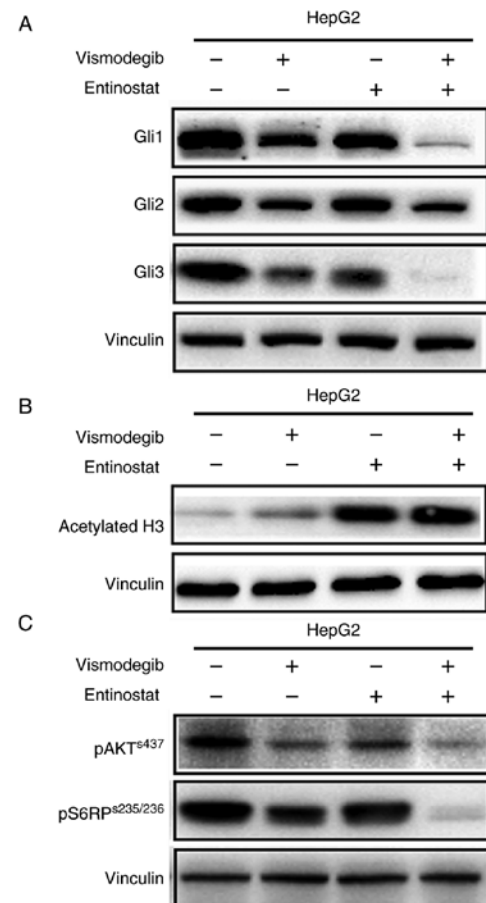 A
HepG2
Vismodegib − + − +
Entinostat − − + +
Gli1
Gli2
Gli3
Vinculin
B
HepG2
Vismodegib − + − +
Entinostat − − + +
Acetylated H3
Vinculin
C
HepG2
Vismodegib − + − +
Entinostat − − + +
pAKTˢ⁴³⁷
pS6RPˢ²³⁵/²³⁶
Vinculin